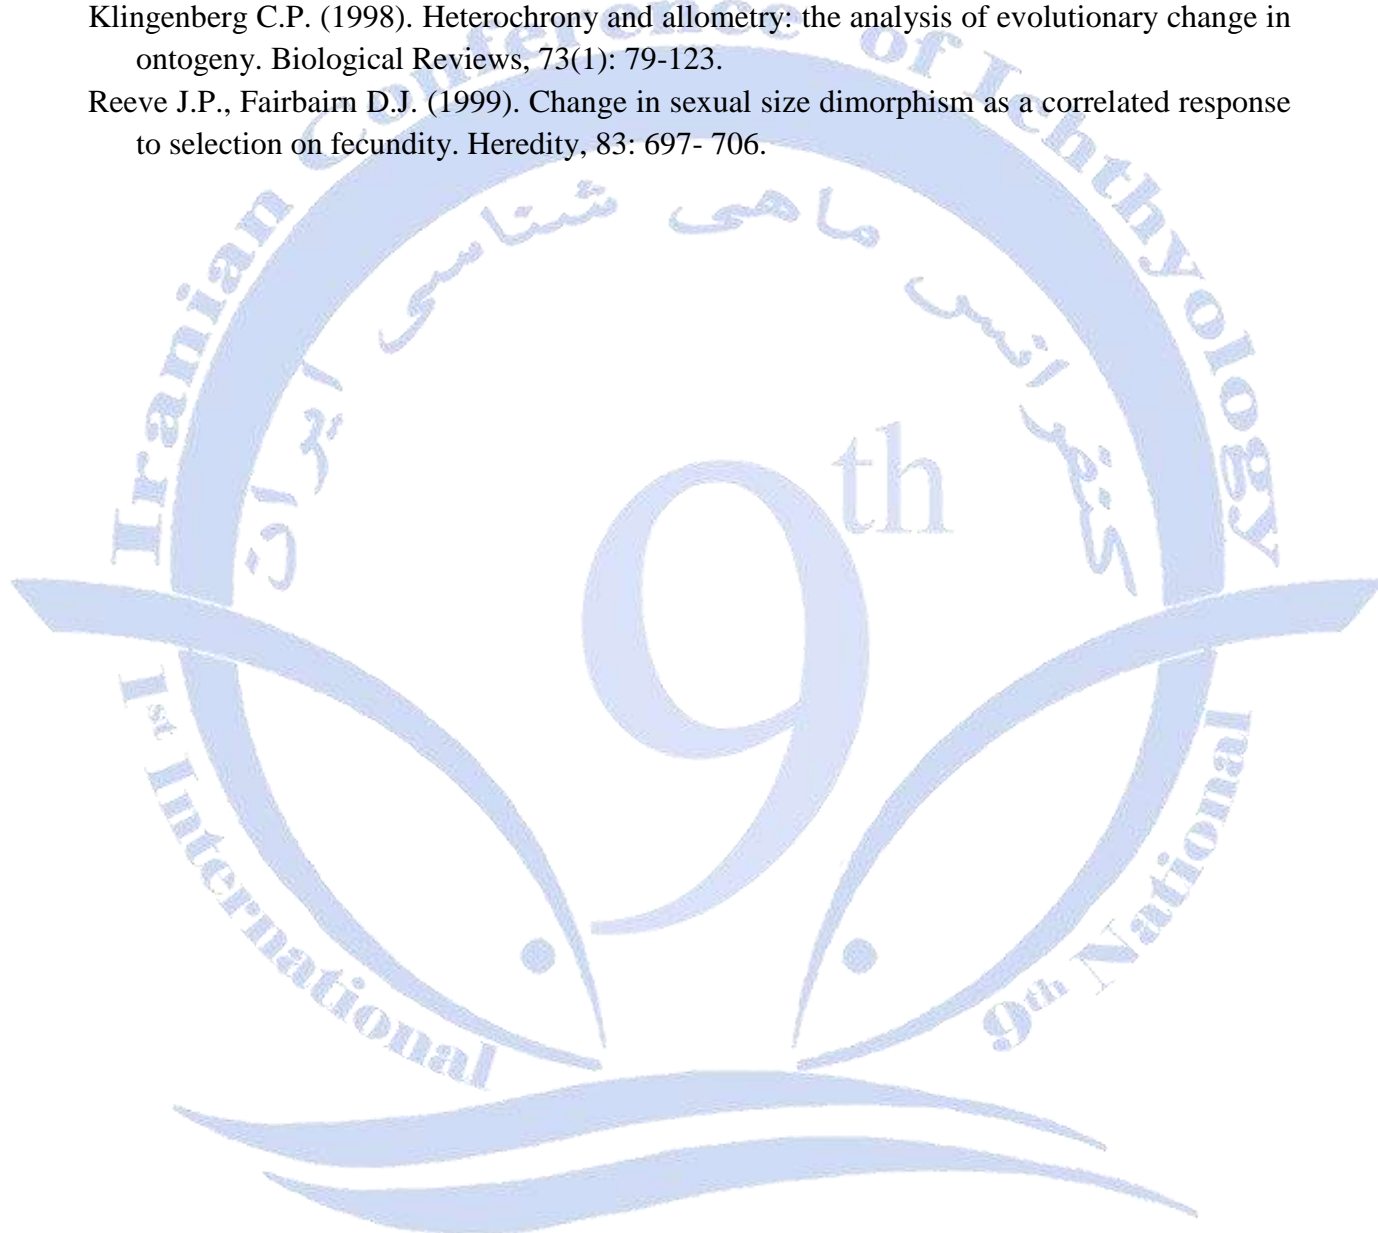 Klingenberg C.P. (1998). Heterochrony and allometry: the analysis of evolutionary change in
ontogeny. Biological Reviews, 73(1): 79-123.
Reeve J.P., Fairbairn D.J. (1999). Change in sexual size dimorphism as a correlated response
to selection on fecundity. Heredity, 83: 697- 706.
Iranian Conference of Ichthyology
کنفرانس ماهی شناسی ایران
9th
1st International
9th National